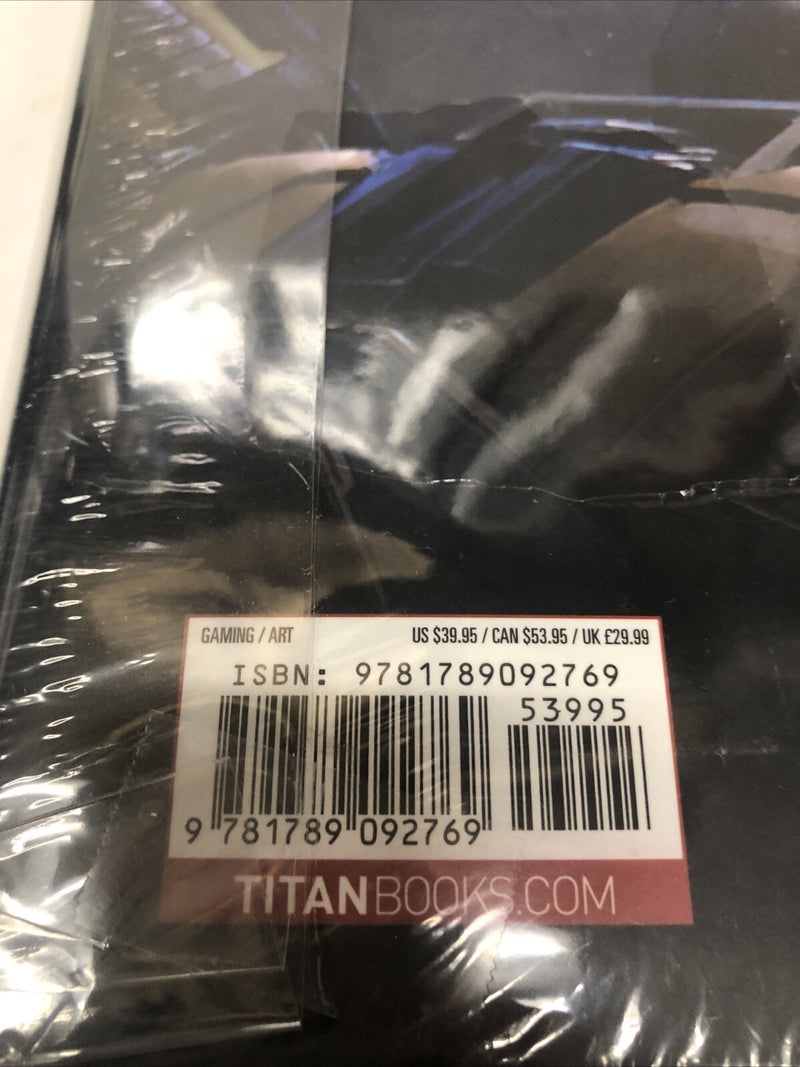 GAMING / ART US $39.95 / CAN $53.95 / UK £29.99
ISBN: 9781789092769
53995
9 781789 092769
TITANBOOKS.COM